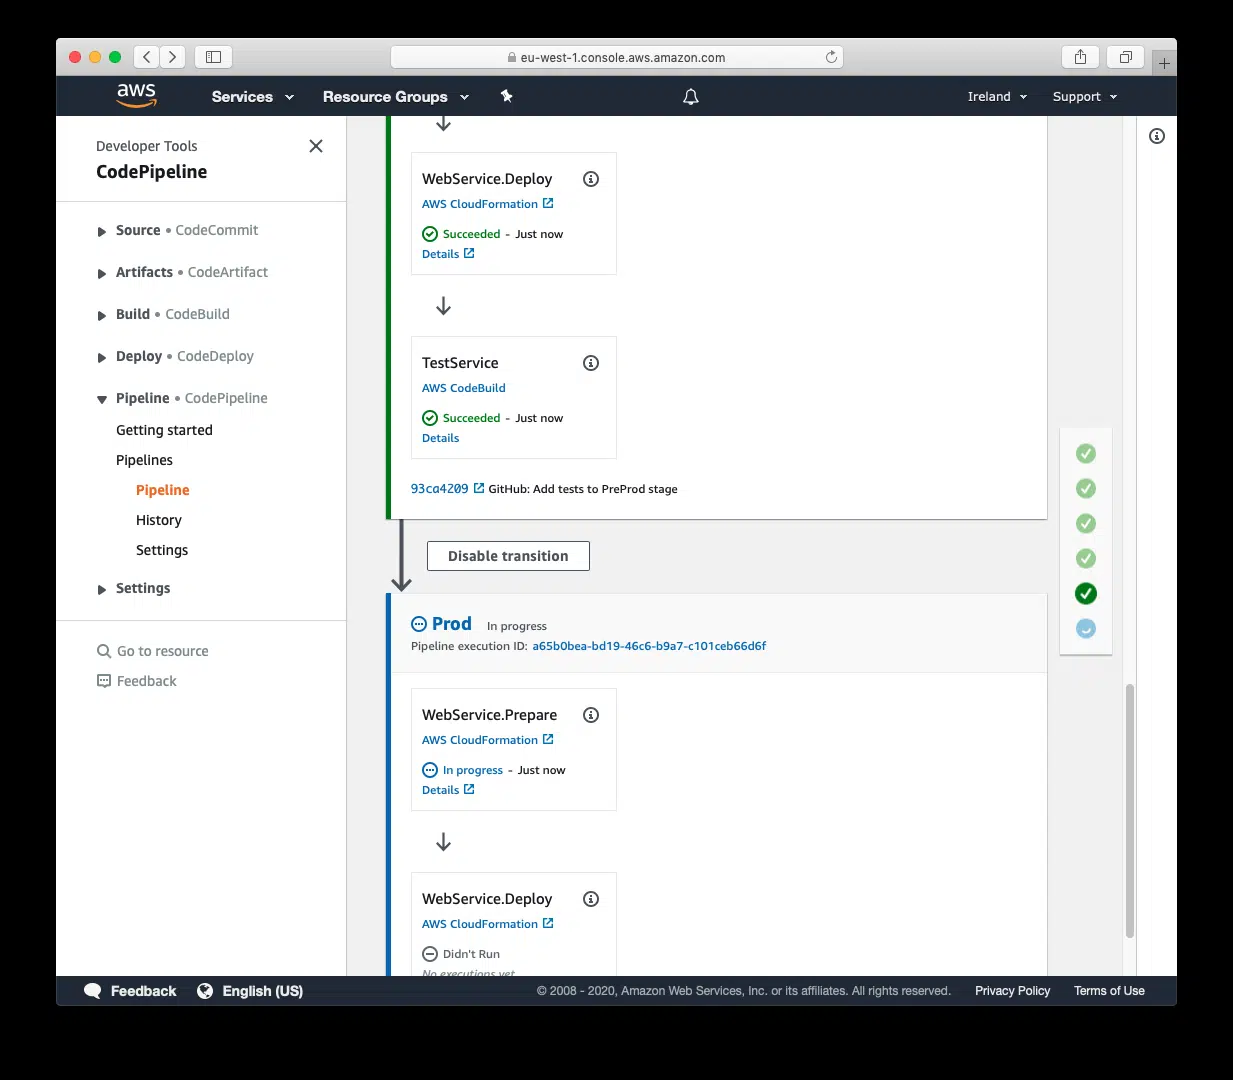 eu-west-1.console.aws.amazon.com
aws
Services
Resource Groups
Ireland
Support
Developer Tools
CodePipeline
Source • CodeCommit
Artifacts • CodeArtifact
Build • CodeBuild
Deploy • CodeDeploy
Pipeline • CodePipeline
Getting started
Pipelines
Pipeline
History
Settings
Settings
Go to resource
Feedback
WebService.Deploy
AWS CloudFormation
Succeeded - Just now
Details
TestService
AWS CodeBuild
Succeeded - Just now
Details
93ca4209 GitHub: Add tests to PreProd stage
Disable transition
Prod In progress
Pipeline execution ID: a65b0bea-bd19-46c6-b9a7-c101ceb66d6f
WebService.Prepare
AWS CloudFormation
In progress - Just now
Details
WebService.Deploy
AWS CloudFormation
Didn't Run
No executions yet
Feedback
English (US)
© 2008 - 2020, Amazon Web Services, Inc. or its affiliates. All rights reserved.
Privacy Policy
Terms of Use